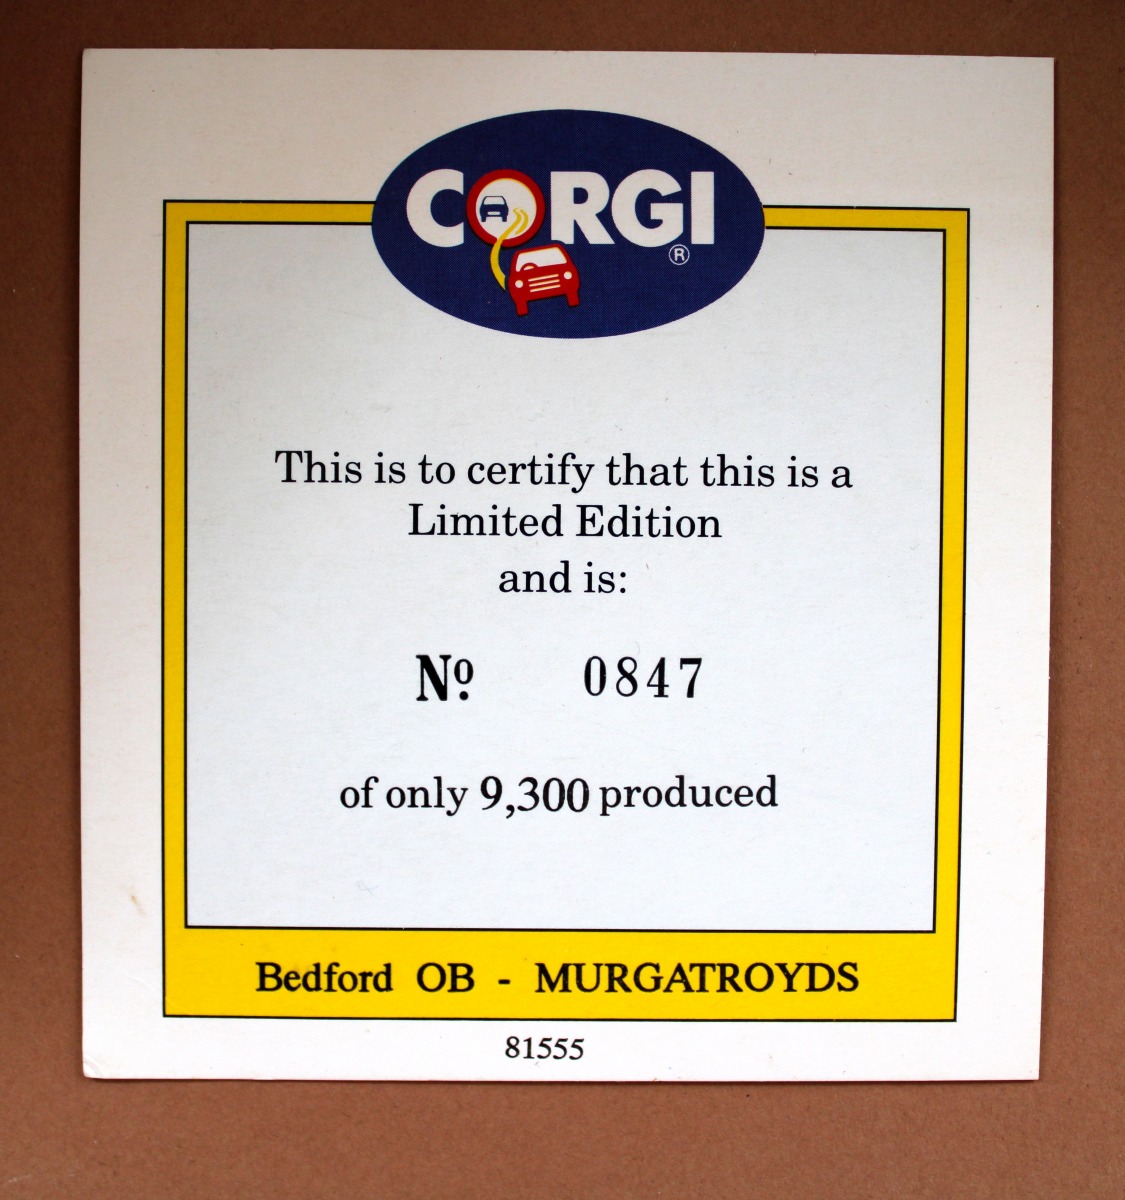 CORGI
®
This is to certify that this is a
Limited Edition
and is:
Nº 0847
of only 9,300 produced
Bedford OB - MURGATROYDS
81555